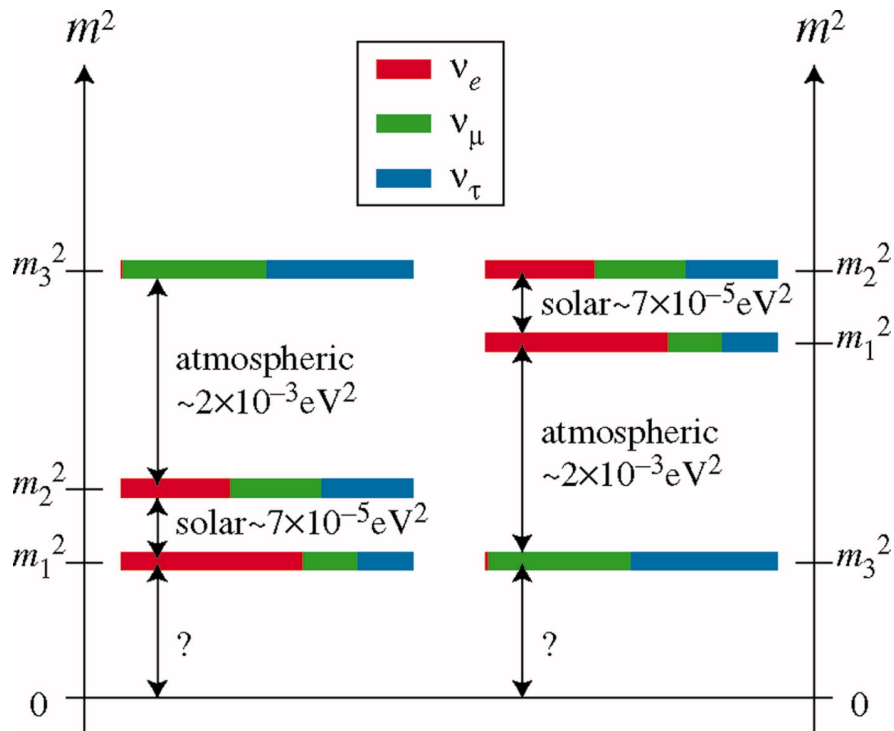 m² m²
νe
νμ
ντ
m₃² m₂²
solar~7×10⁻⁵eV²
m₁²
atmospheric
~2×10⁻³eV²
atmospheric
~2×10⁻³eV²
m₂²
solar~7×10⁻⁵eV²
m₁² m₃²
? ?
0 0